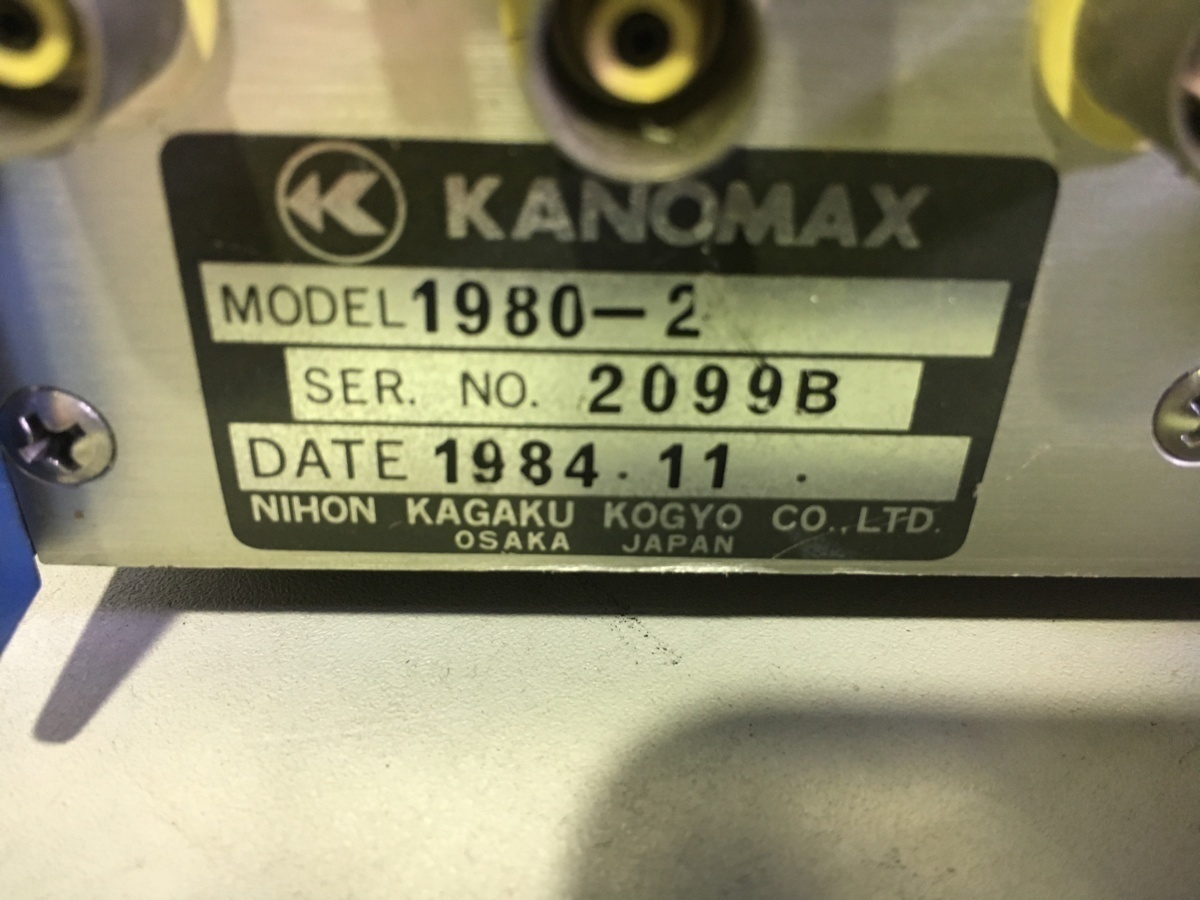 KANOMAX
MODEL 1980-2
SER. NO. 2099B
DATE 1984.11 .
NIHON KAGAKU KOGYO CO.,LTD.
OSAKA JAPAN